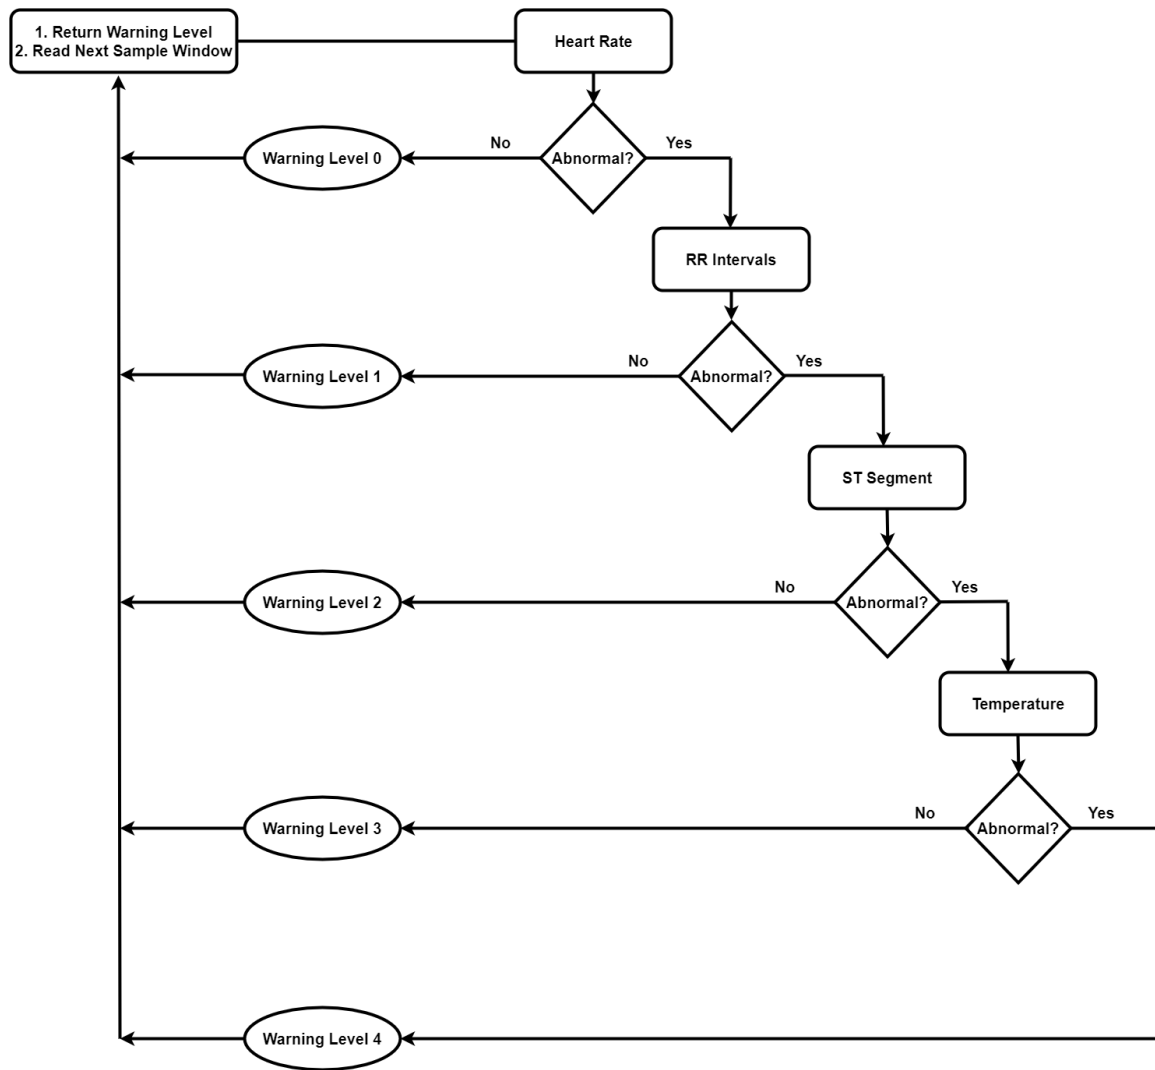 1. Return Warning Level
2. Read Next Sample Window
Heart Rate
Warning Level 0
No
Abnormal?
Yes
RR Intervals
Warning Level 1
No
Abnormal?
Yes
ST Segment
Warning Level 2
No
Abnormal?
Yes
Temperature
Warning Level 3
No
Abnormal?
Yes
Warning Level 4